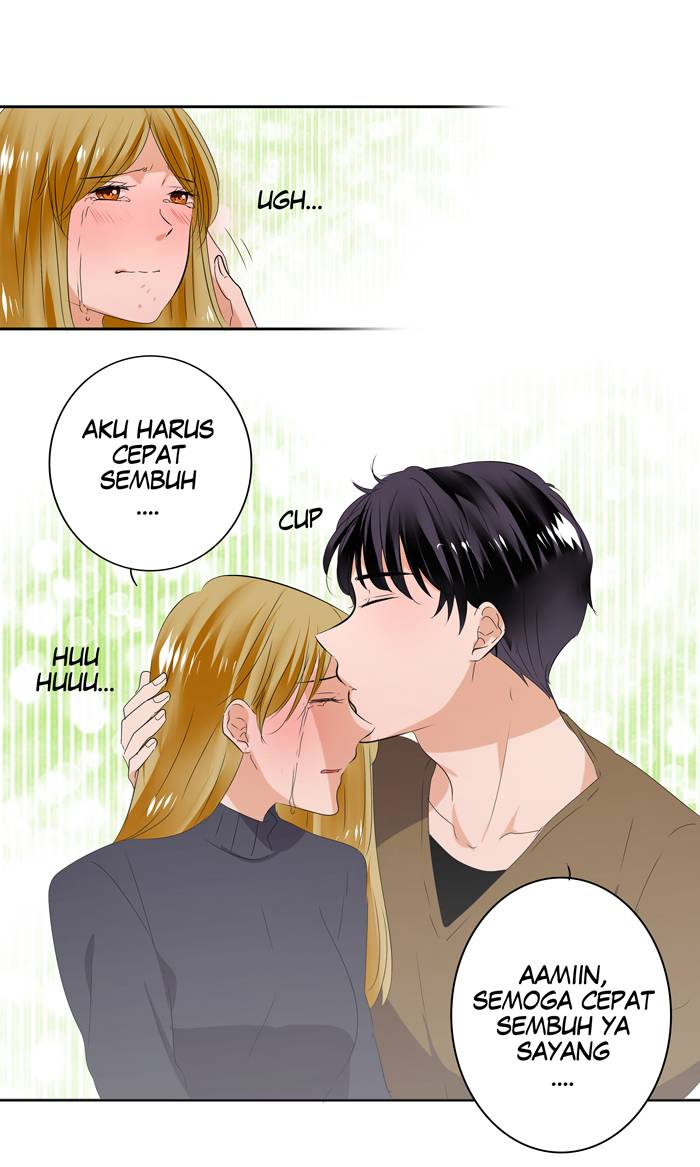 UGH...
AKU HARUS
CEPAT
SEMBUH
....
CUP
HUU
HUUU...
AAMIIN,
SEMOGA CEPAT
SEMBUH YA
SAYANG
....